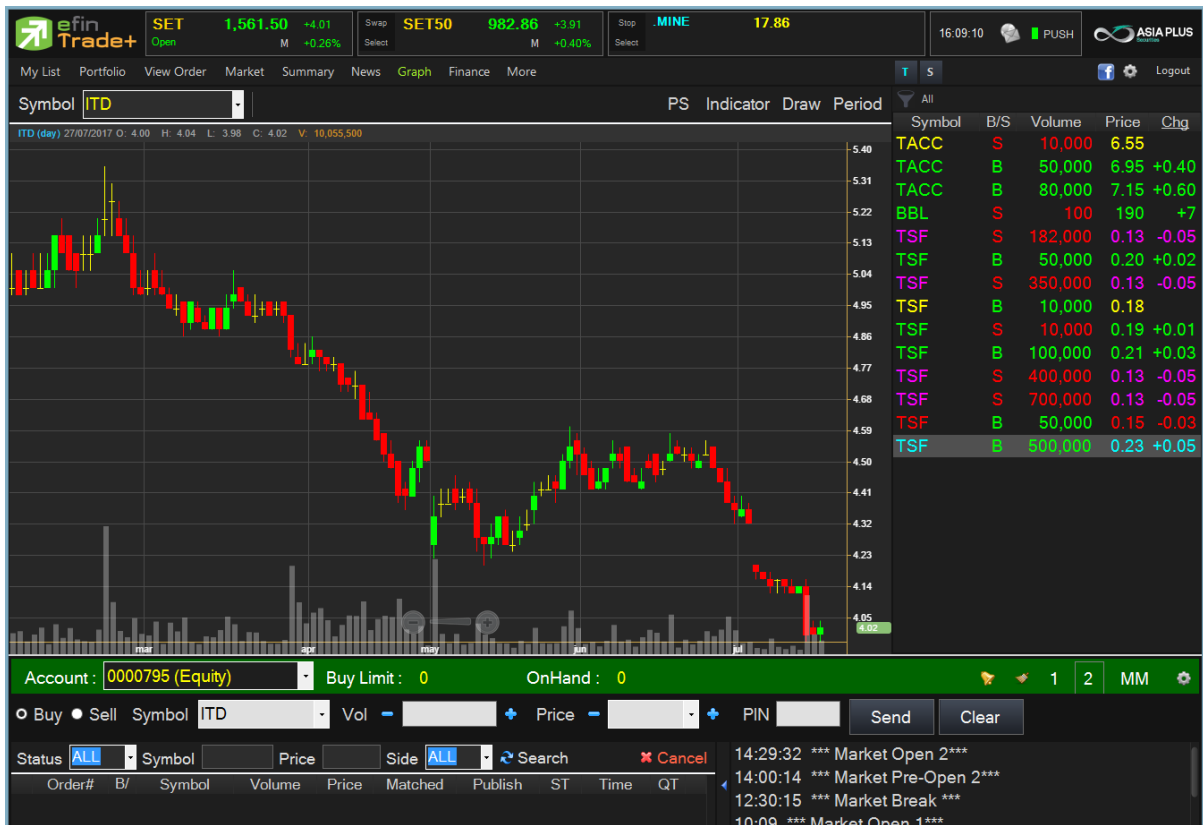 efin Trade+
SET 1,561.50 +4.01
Open M +0.26%
Swap SET50 982.86 +3.91
Select M +0.40%
Stop .MINE 17.86
Select
16:09:10 PUSH ASIA PLUS Securities
My List Portfolio View Order Market Summary News Graph Finance More
T S f Logout
Symbol ITD PS Indicator Draw Period
All
ITD (day) 27/07/2017 O: 4.00 H: 4.04 L: 3.98 C: 4.02 V: 10,055,500
5.40
5.31
5.22
5.13
5.04
4.95
4.86
4.77
4.68
4.59
4.50
4.41
4.32
4.23
4.14
4.05
4.02
mar apr may jun jul
Symbol B/S Volume Price Chg
TACC S 10,000 6.55
TACC B 50,000 6.95 +0.40
TACC B 80,000 7.15 +0.60
BBL S 100 190 +7
TSF S 182,000 0.13 -0.05
TSF B 50,000 0.20 +0.02
TSF S 350,000 0.13 -0.05
TSF B 10,000 0.18
TSF S 10,000 0.19 +0.01
TSF B 100,000 0.21 +0.03
TSF S 400,000 0.13 -0.05
TSF S 700,000 0.13 -0.05
TSF B 50,000 0.15 -0.03
TSF B 500,000 0.23 +0.05
Account : 0000795 (Equity) Buy Limit : 0 OnHand : 0 1 2 MM
Buy Sell Symbol ITD Vol Price PIN Send Clear
Status ALL Symbol Price Side ALL Search Cancel
Order# B/ Symbol Volume Price Matched Publish ST Time QT
14:29:32 *** Market Open 2***
14:00:14 *** Market Pre-Open 2***
12:30:15 *** Market Break ***
10:09 *** Market Open 1***